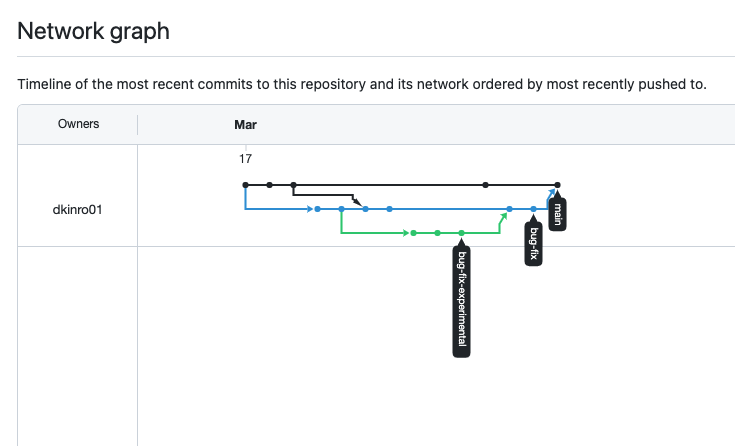 Network graph
Timeline of the most recent commits to this repository and its network ordered by most recently pushed to.
Owners
Mar
17
dkinro01
main
bug-fix
bug-fix-experimental